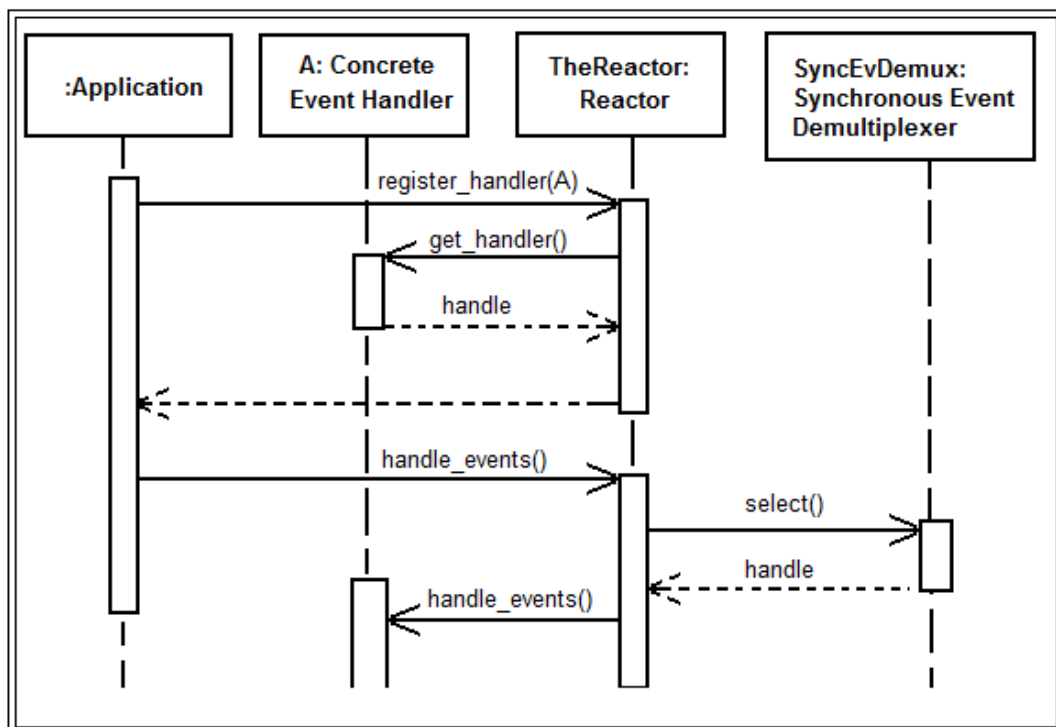 :Application
A: Concrete
Event Handler
TheReactor:
Reactor
SyncEvDemux:
Synchronous Event
Demultiplexer
register_handler(A)
get_handler()
handle
handle_events()
select()
handle
handle_events()